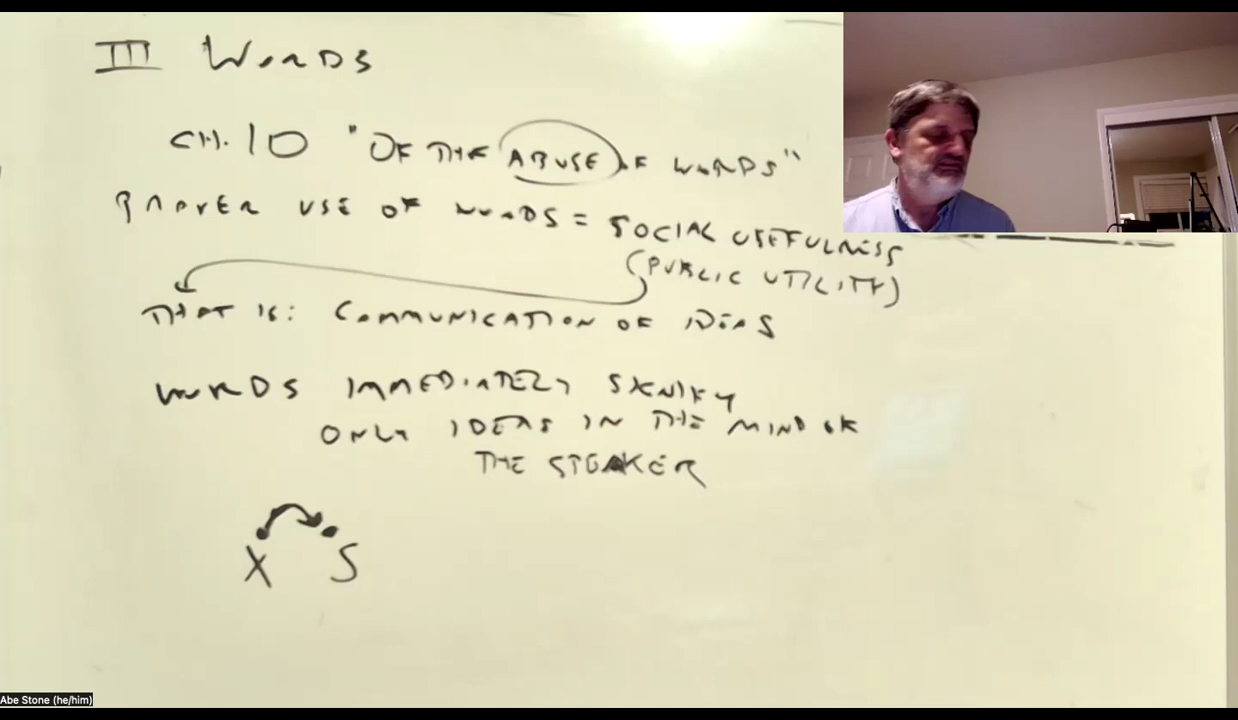 III WORDS
CH. 10 "OF THE ABUSE OF WORDS"
PROPER USE OF WORDS = SOCIAL USEFULNESS
(PUBLIC UTILITY)
THAT IS: COMMUNICATION OF IDEAS
WORDS IMMEDIATELY SIGNIFY
ONLY IDEAS IN THE MIND OF
THE SPEAKER
X S
Abe Stone (he/him)